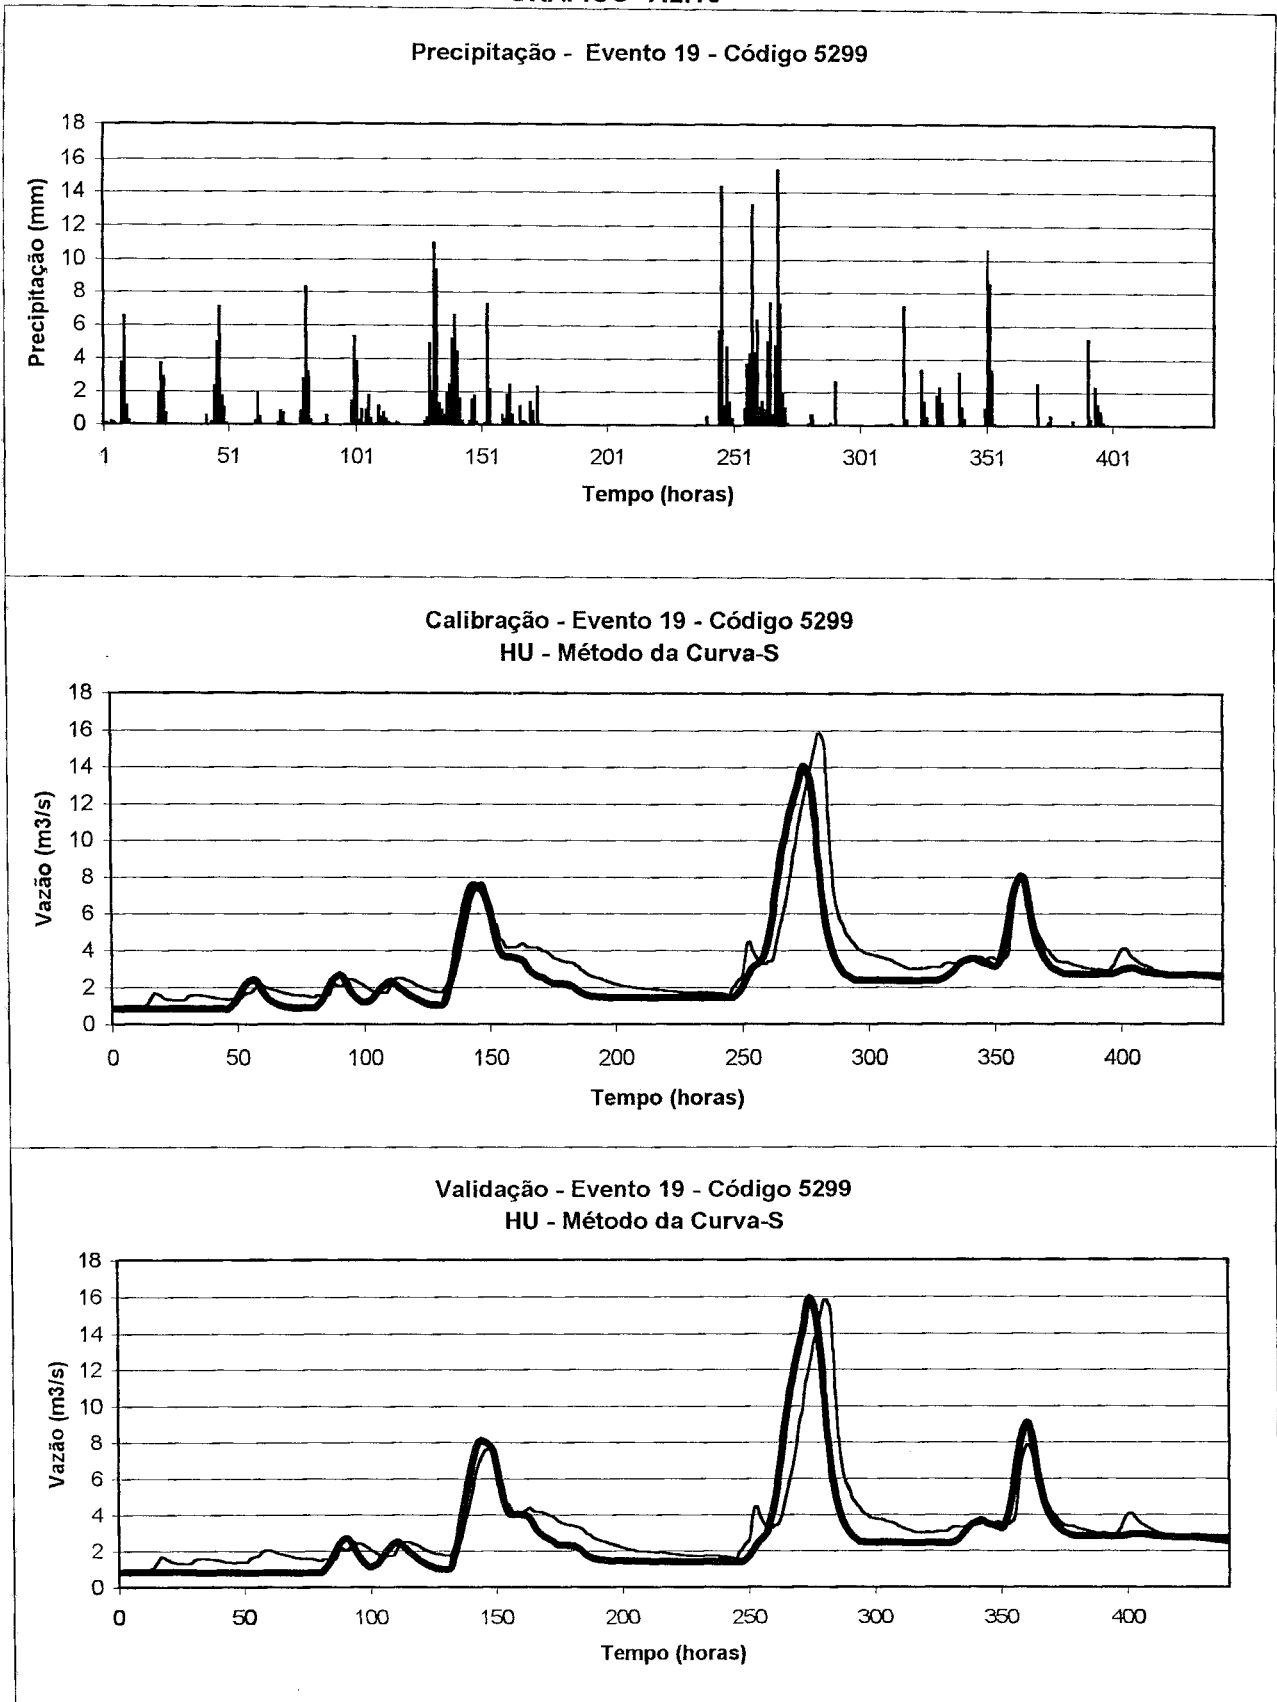 Precipitação - Evento 19 - Código 5299
18
16
14
12
10
8
6
4
2
0
Precipitação (mm)
1 51 101 151 201 251 301 351 401
Tempo (horas)
Calibração - Evento 19 - Código 5299
HU - Método da Curva-S
18
16
14
12
10
8
6
4
2
0
Vazão (m3/s)
0 50 100 150 200 250 300 350 400
Tempo (horas)
Validação - Evento 19 - Código 5299
HU - Método da Curva-S
18
16
14
12
10
8
6
4
2
0
Vazão (m3/s)
0 50 100 150 200 250 300 350 400
Tempo (horas)